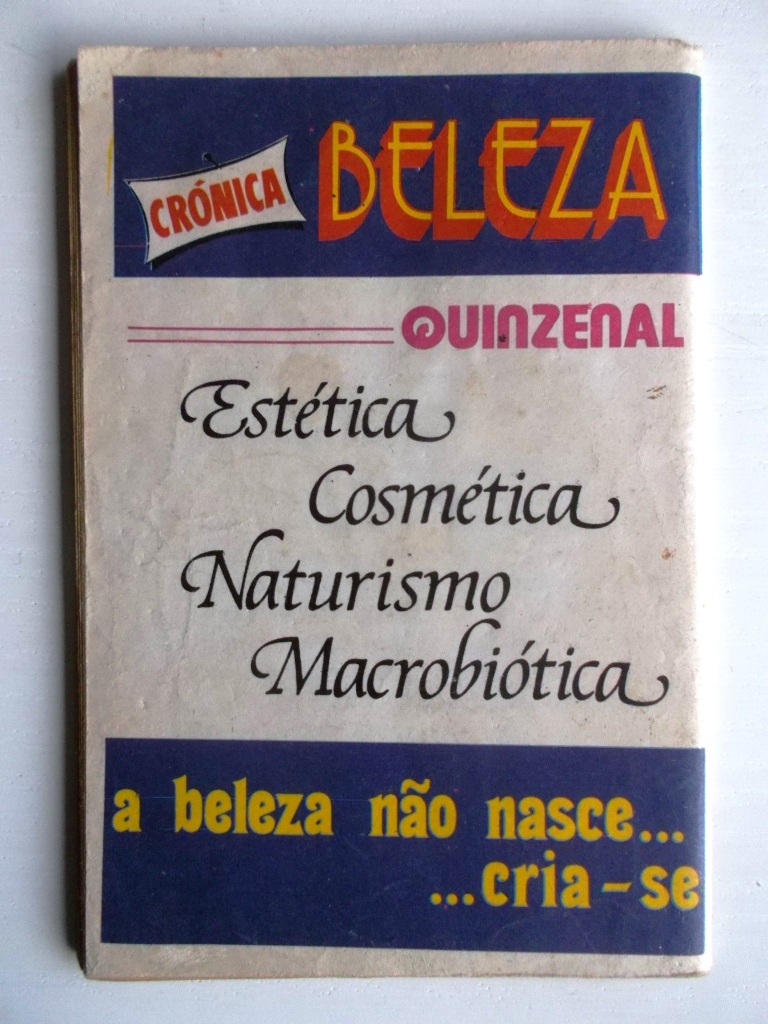 CRÓNICA BELEZA
QUINZENAL
Estética
Cosmética
Naturismo
Macrobiótica
a beleza não nasce...
...cria-se